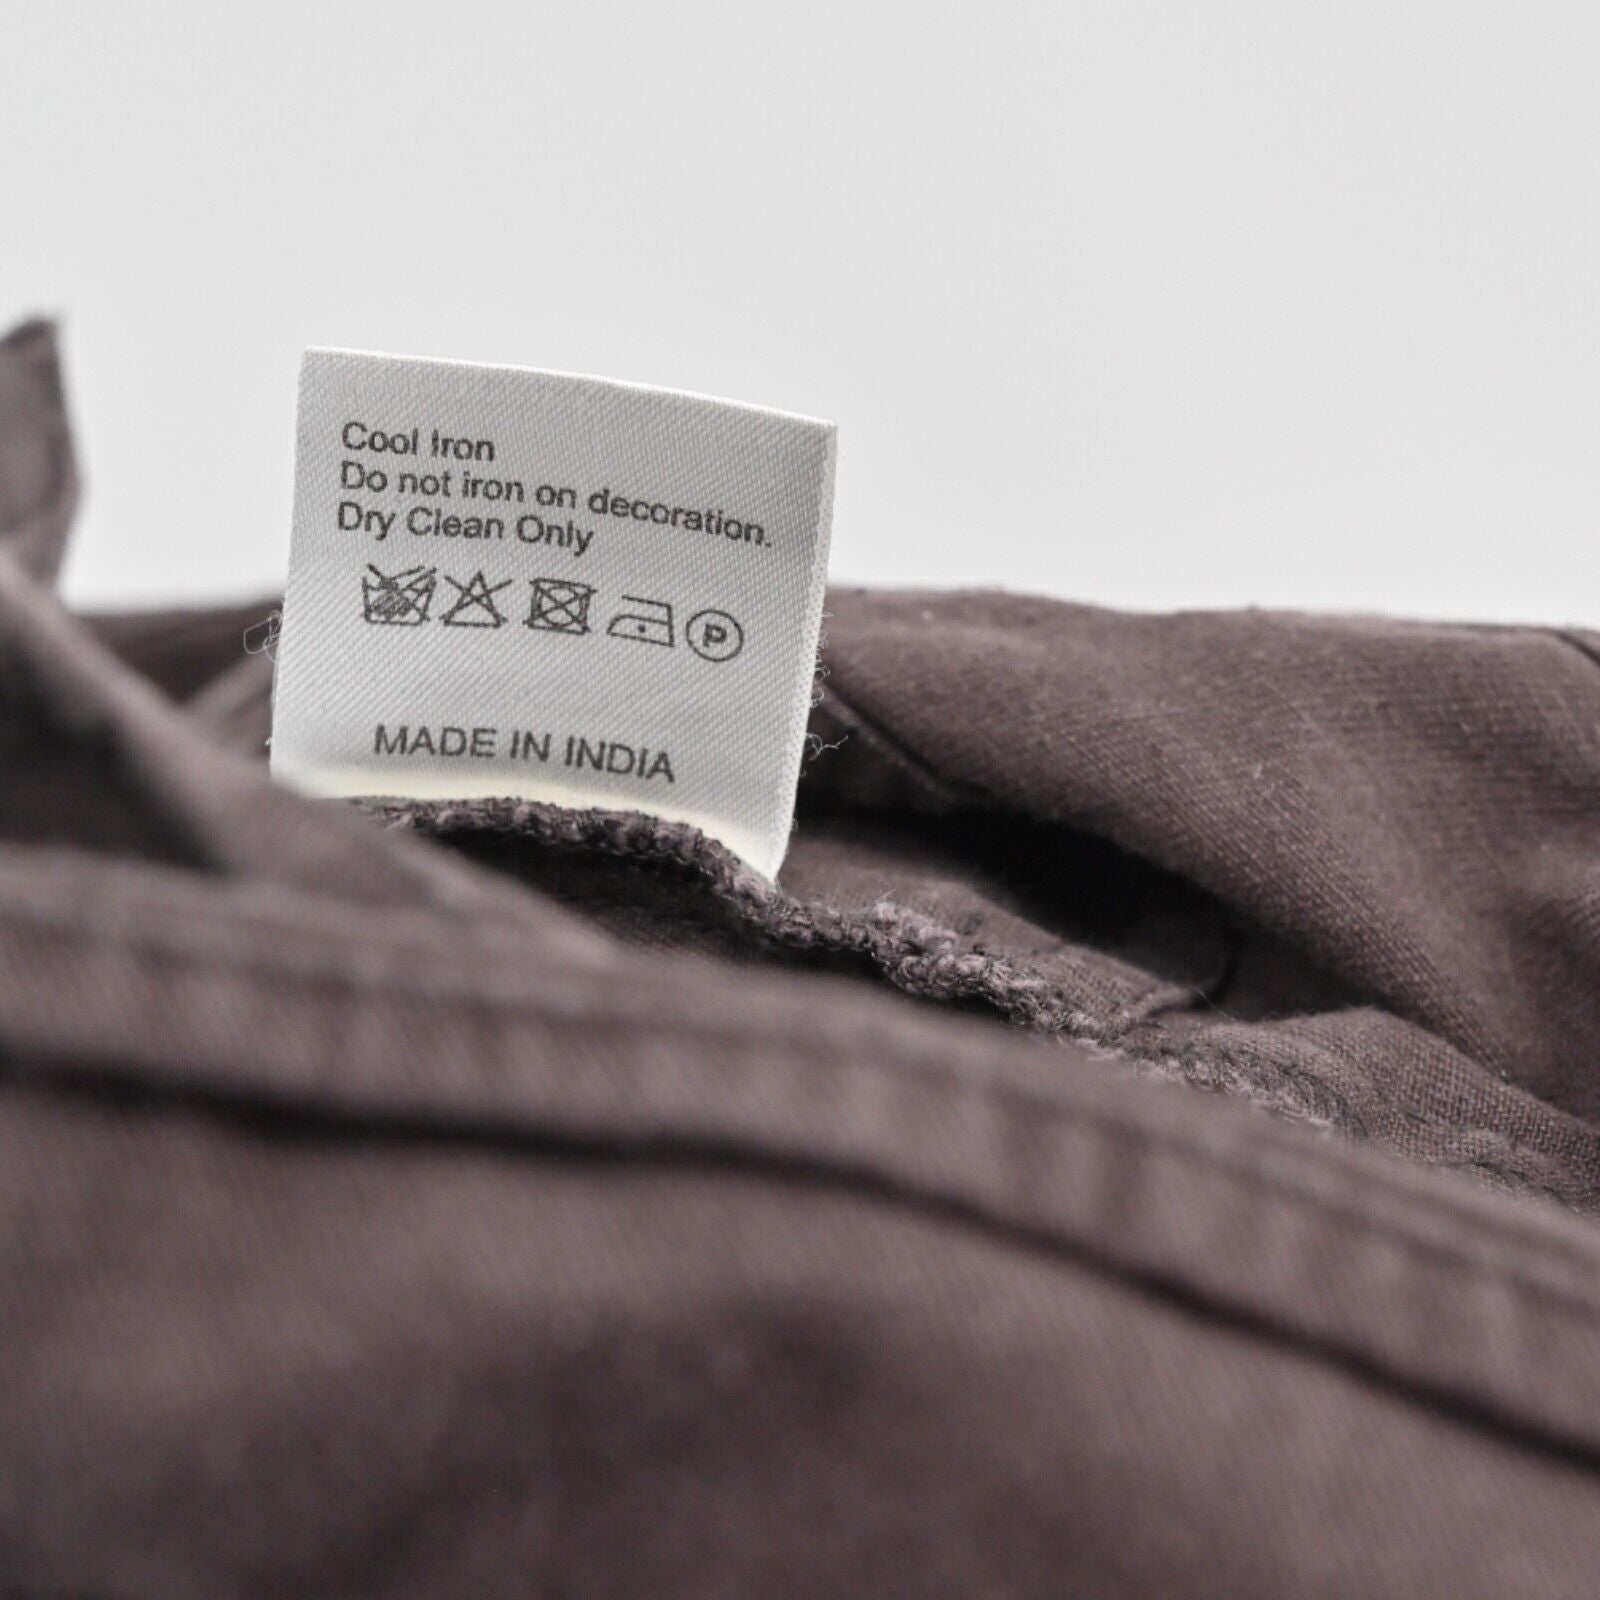 Cool Iron
Do not iron on decoration.
Dry Clean Only
P
MADE IN INDIA